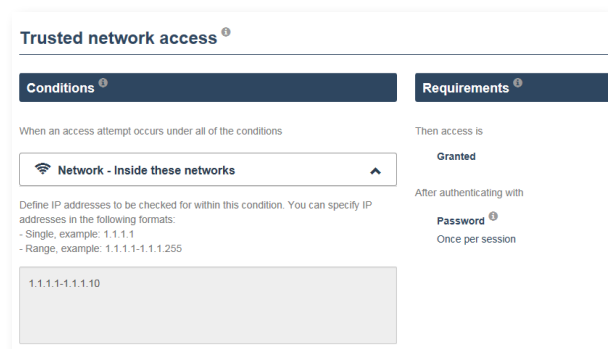 Trusted network access
Conditions
When an access attempt occurs under all of the conditions
Network - Inside these networks
Define IP addresses to be checked for within this condition. You can specify IP
addresses in the following formats:
- Single, example: 1.1.1.1
- Range, example: 1.1.1.1-1.1.1.255
1.1.1.1-1.1.1.10
Requirements
Then access is
Granted
After authenticating with
Password
Once per session